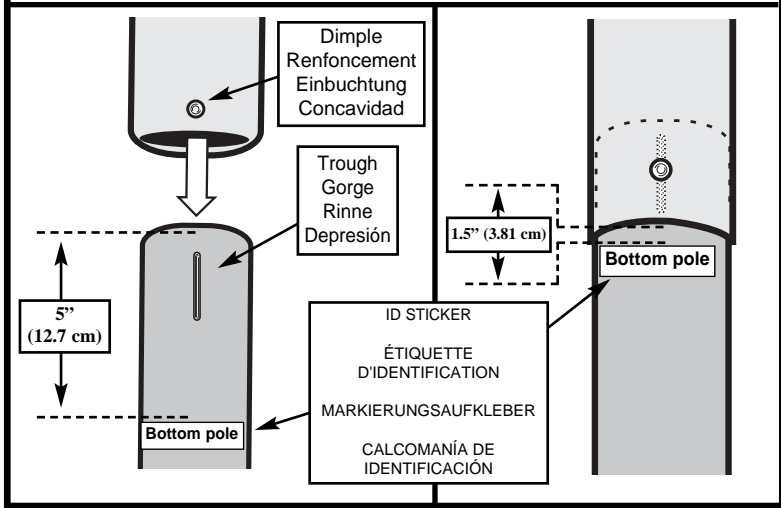 Dimple
Renfoncement
Einbuchtung
Concavidad
Trough
Gorge
Rinne
Depresión
5”
(12.7 cm)
Bottom pole
1.5” (3.81 cm)
Bottom pole
ID STICKER
ÉTIQUETTE
D'IDENTIFICATION
MARKIERUNGSAUFKLEBER
CALCOMANÍA DE
IDENTIFICACIÓN